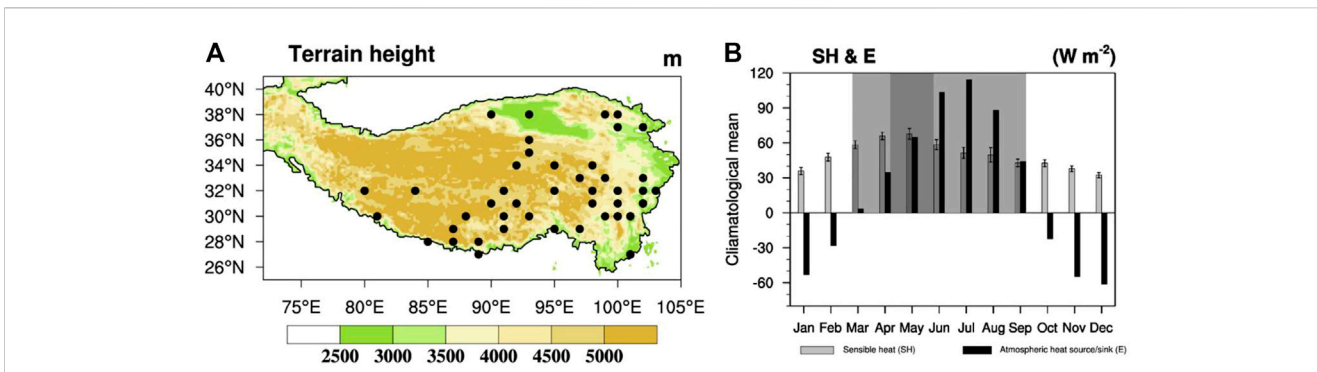 A Terrain height m
40°N
38°N
36°N
34°N
32°N
30°N
28°N
26°N
75°E 80°E 85°E 90°E 95°E 100°E 105°E
2500 3000 3500 4000 4500 5000
B SH & E (W m-2)
Cliamatological mean
120
90
60
30
0
-30
-60
Jan Feb Mar Apr May Jun Jul Aug Sep Oct Nov Dec
Sensible heat (SH) Atmospheric heat source/sink (E)